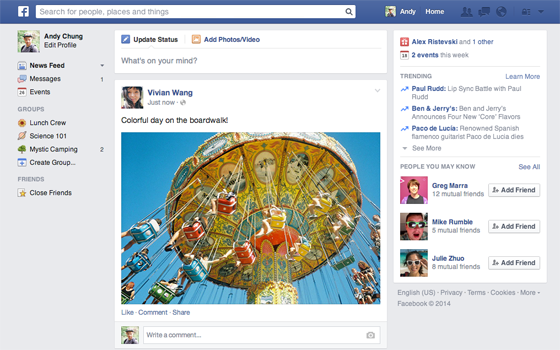 f
Search for people, places and things
Andy
Home
Andy Chung
Edit Profile
News Feed
Messages 1
Events
GROUPS
Lunch Crew
Science 101
Mystic Camping 2
Create Group...
FRIENDS
Close Friends
Update Status
Add Photos/Video
What's on your mind?
Vivian Wang
Just now ·
Colorful day on the boardwalk!
Like · Comment · Share
Write a comment...
Alex Ristevski and 1 other
2 events this week
TRENDING Learn More
Paul Rudd: Lip Sync Battle with Paul
Rudd
Ben & Jerry's: Ben and Jerry's
Announces Four New 'Core' Flavors
Paco de Lucía: Renowned Spanish
flamenco guitarist Paco de Lucía dies
See More
PEOPLE YOU MAY KNOW See All
Greg Marra
12 mutual friends
Add Friend
Mike Rumble
5 mutual friends
Add Friend
Julie Zhuo
8 mutual friends
Add Friend
English (US) · Privacy · Terms · Cookies · More
Facebook © 2014